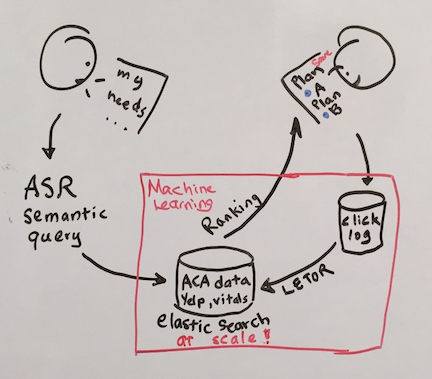 my
needs
...
Plan
Save
A
Plan
B
ASR
semantic
query
Machine
Learning
Ranking
click
log
ACA data
Yelp, vitals
LETOR
elastic search
at scale!